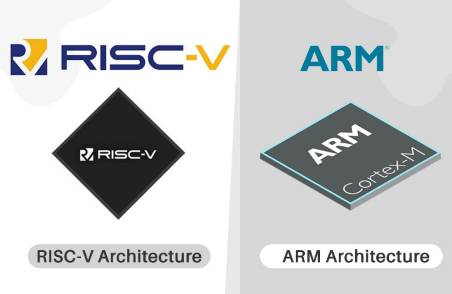 RISC-V
RISC-V
RISC-V Architecture
ARM
ARM
Cortex-M
ARM Architecture